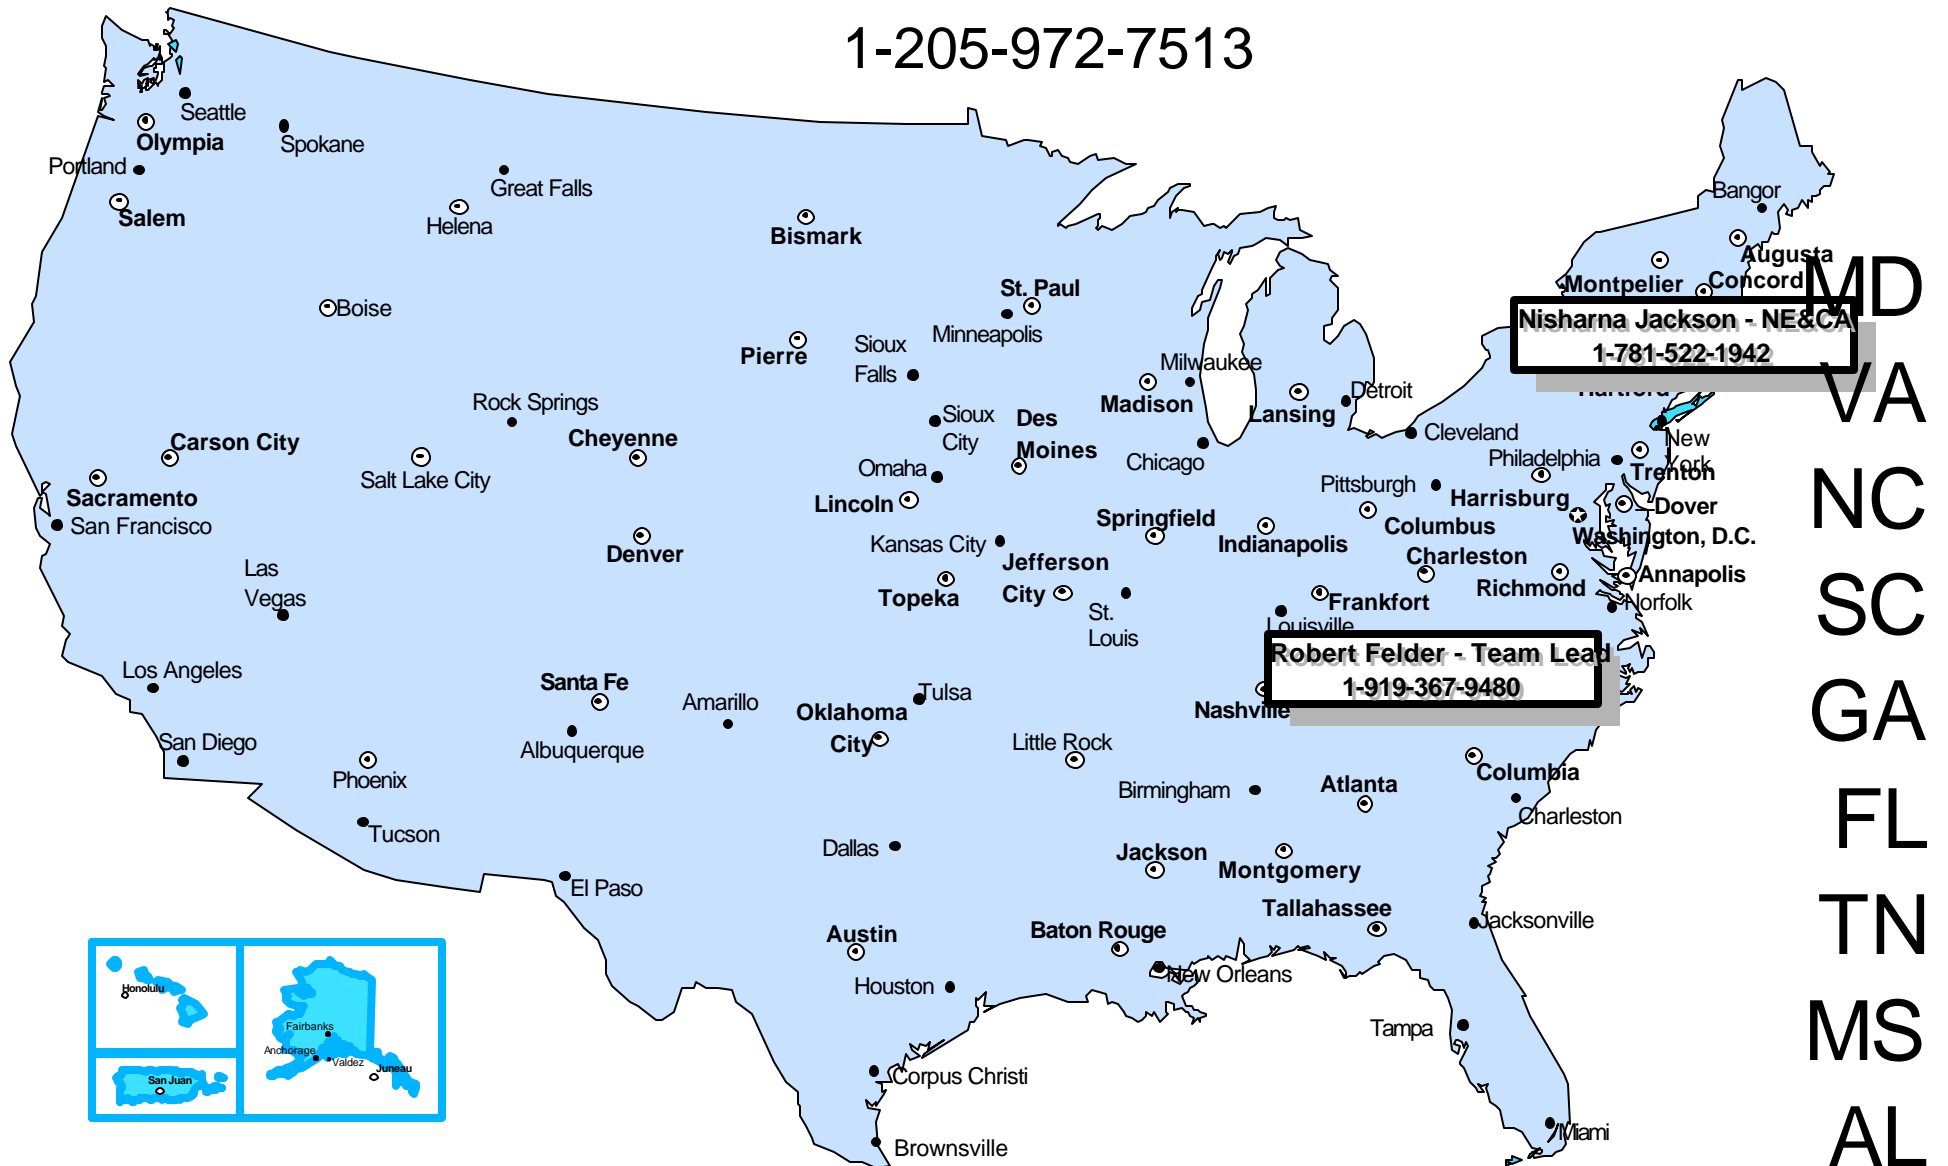 1-205-972-7513
Seattle
Olympia
Spokane
Portland
Great Falls
Salem
Helena
Bismark
Bangor
Augusta
Montpelier
Concord
MD
Boise
St. Paul
Minneapolis
Nisharna Jackson - NE&CA
1-781-522-1942
Pierre
Sioux
Falls
Milwaukee
VA
Hartford
Rock Springs
Madison
Lansing
Detroit
Carson City
Cheyenne
Sioux
City
Des
Moines
Cleveland
New
York
Salt Lake City
Omaha
Chicago
Philadelphia
Trenton
Sacramento
San Francisco
Lincoln
Springfield
Pittsburgh
Harrisburg
Dover
NC
Columbus
Washington, D.C.
Denver
Kansas City
Indianapolis
Charleston
Jefferson
City
Las
Vegas
Topeka
St.
Louis
Frankfort
Richmond
Annapolis
Norfolk
SC
Louisville
Robert Felder - Team Lead
1-919-367-9480
Los Angeles
Santa Fe
Amarillo
Tulsa
Oklahoma
City
Nashville
GA
San Diego
Albuquerque
Little Rock
Phoenix
Columbia
Birmingham
Atlanta
Charleston
FL
Tucson
Dallas
Jackson
Montgomery
El Paso
Tallahassee
Jacksonville
TN
Austin
Baton Rouge
New Orleans
Houston
Honolulu
Fairbanks
Anchorage
Valdez
Juneau
San Juan
Tampa
MS
Corpus Christi
Miami
AL
Brownsville